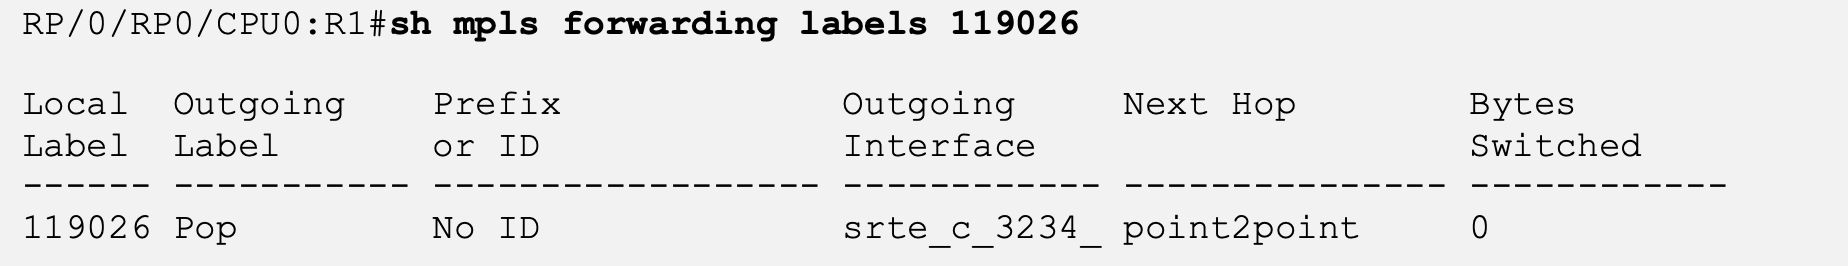 RP/0/RP0/CPU0:R1#sh mpls forwarding labels 119026
Local  Outgoing    Prefix             Outgoing     Next Hop        Bytes
Label  Label       or ID              Interface                    Switched
------ ----------- ------------------ ------------ --------------- ------------
119026 Pop         No ID              srte_c_3234_ point2point     0